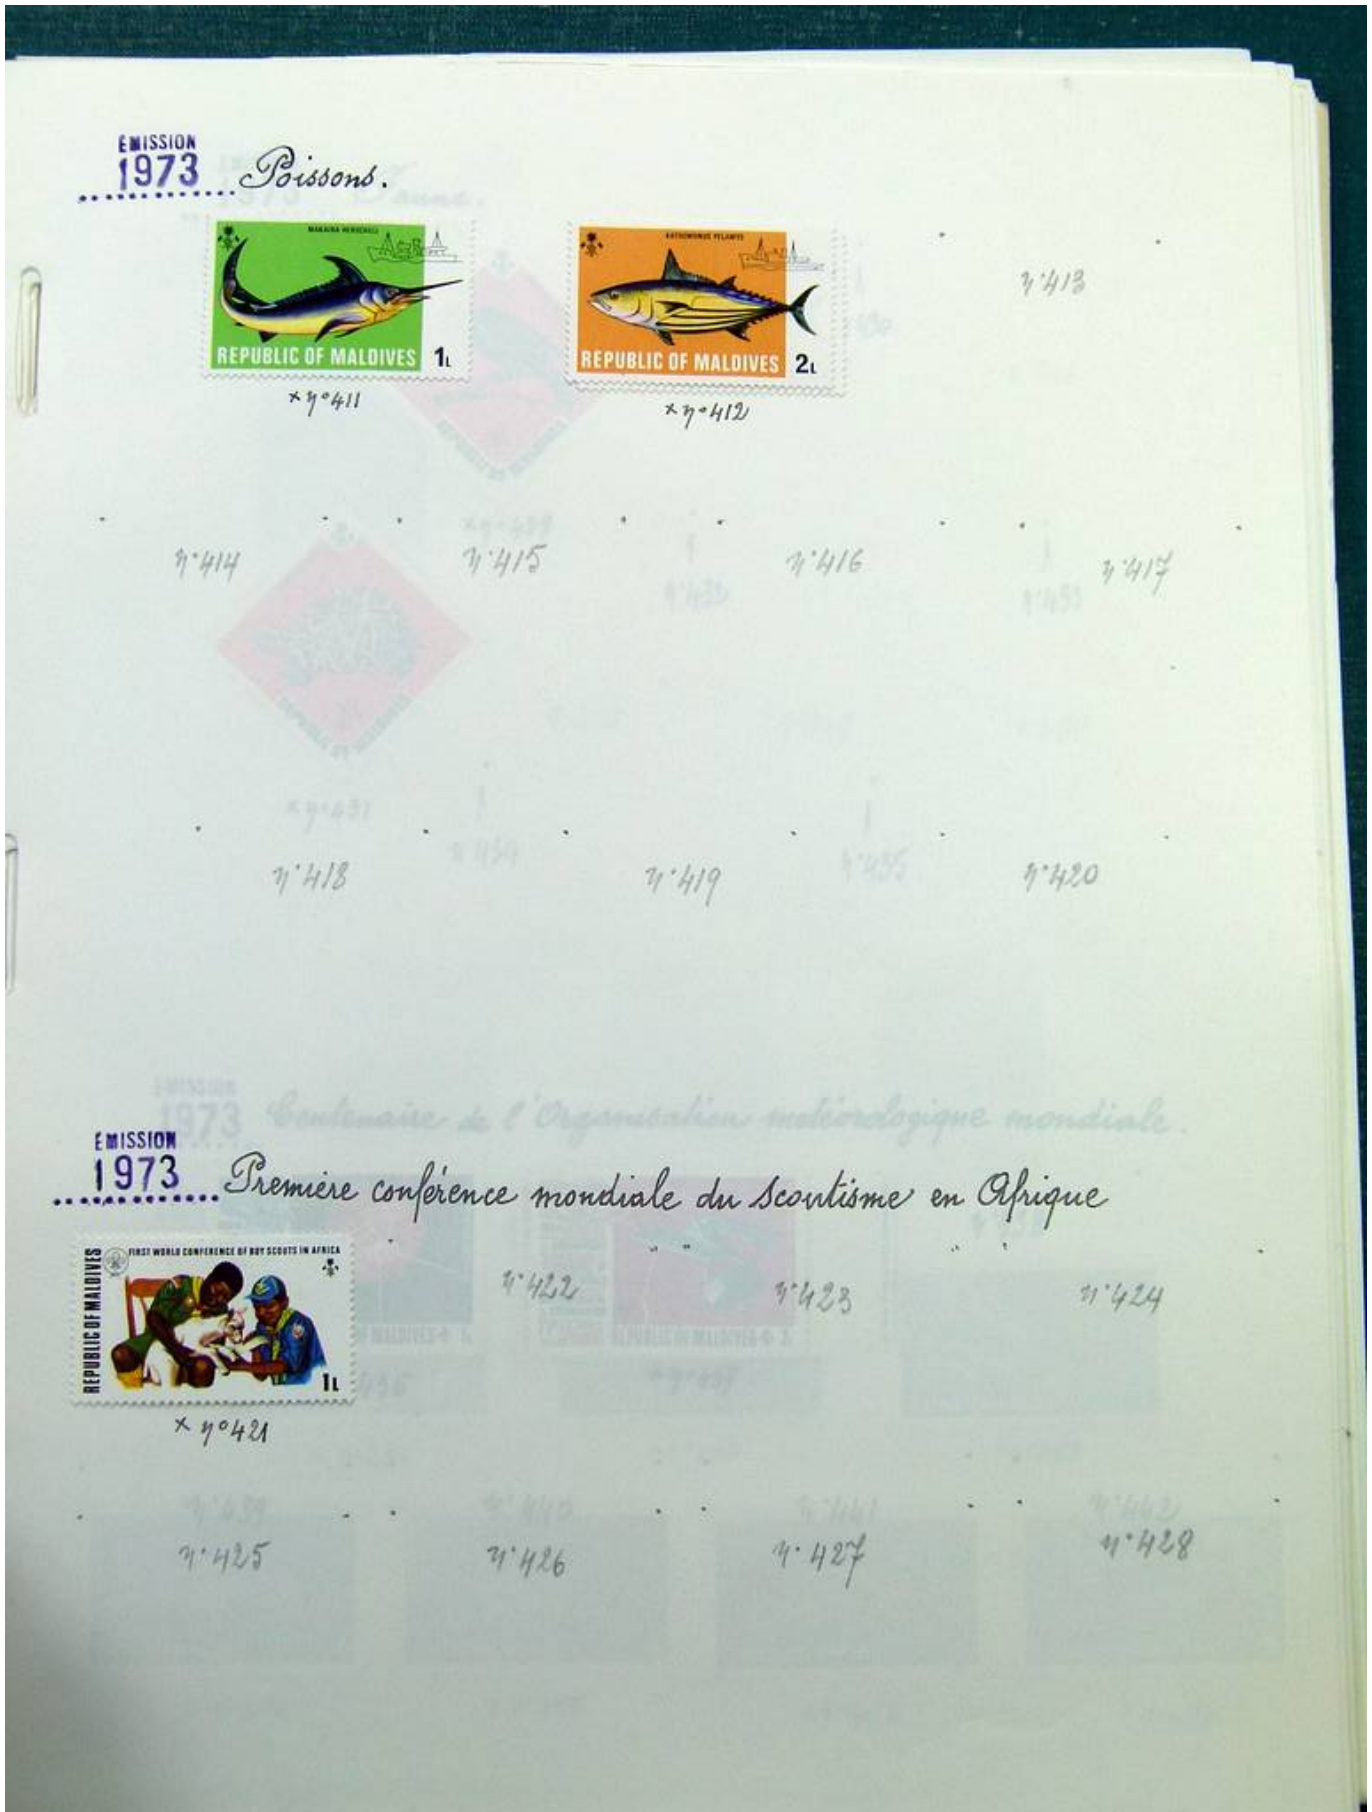 ÉMISSION
1973 Poissons.
MAKAIRA HERSCHELI
REPUBLIC OF MALDIVES 1L
KATSUWONUS PELAMYS
REPUBLIC OF MALDIVES 2L
n°413
x n°411
x n°412
n°414 n°415 n°416 n°417
n°418 n°419 n°420
ÉMISSION
1973 Première conférence mondiale du scoutisme en Afrique
FIRST WORLD CONFERENCE OF BOY SCOUTS IN AFRICA
REPUBLIC OF MALDIVES
1L
n°422 n°423 n°424
x n°421
n°425 n°426 n°427 n°428